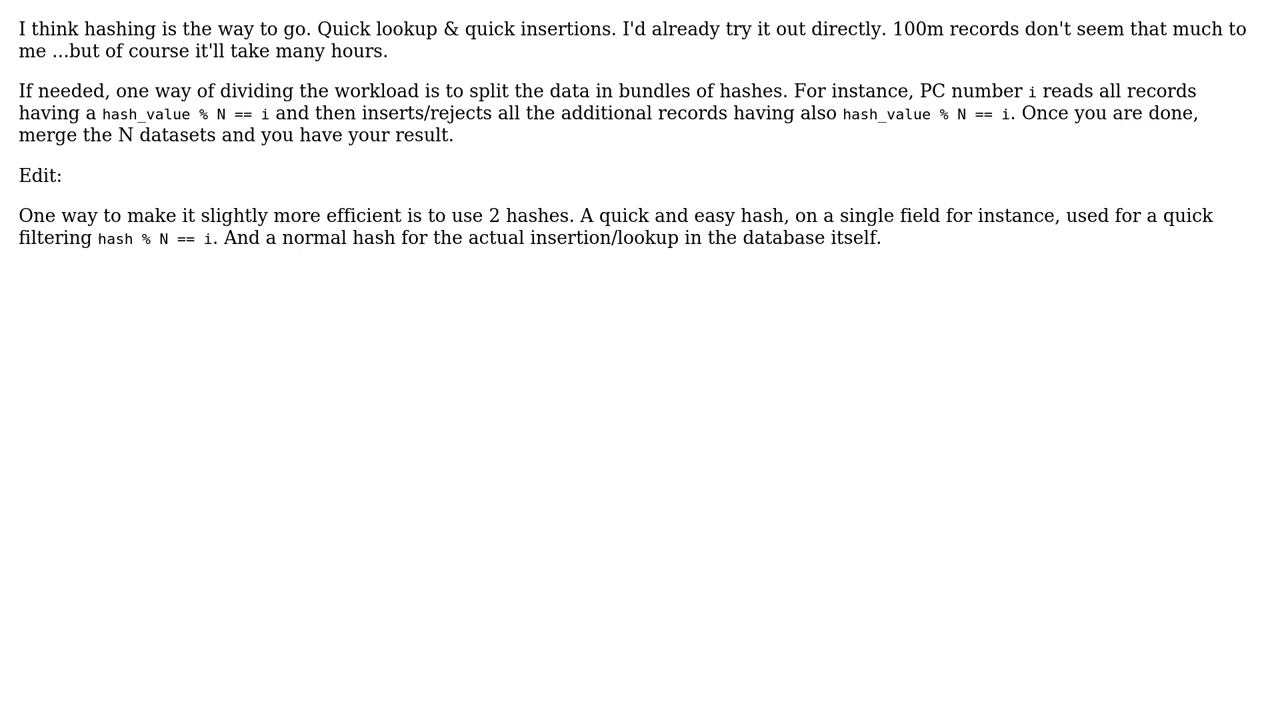 I think hashing is the way to go. Quick lookup & quick insertions. I'd already try it out directly. 100m records don't seem that much to
me ...but of course it'll take many hours.
If needed, one way of dividing the workload is to split the data in bundles of hashes. For instance, PC number i reads all records
having a hash_value % N == i and then inserts/rejects all the additional records having also hash_value % N == i. Once you are done,
merge the N datasets and you have your result.
Edit:
One way to make it slightly more efficient is to use 2 hashes. A quick and easy hash, on a single field for instance, used for a quick
filtering hash % N == i. And a normal hash for the actual insertion/lookup in the database itself.